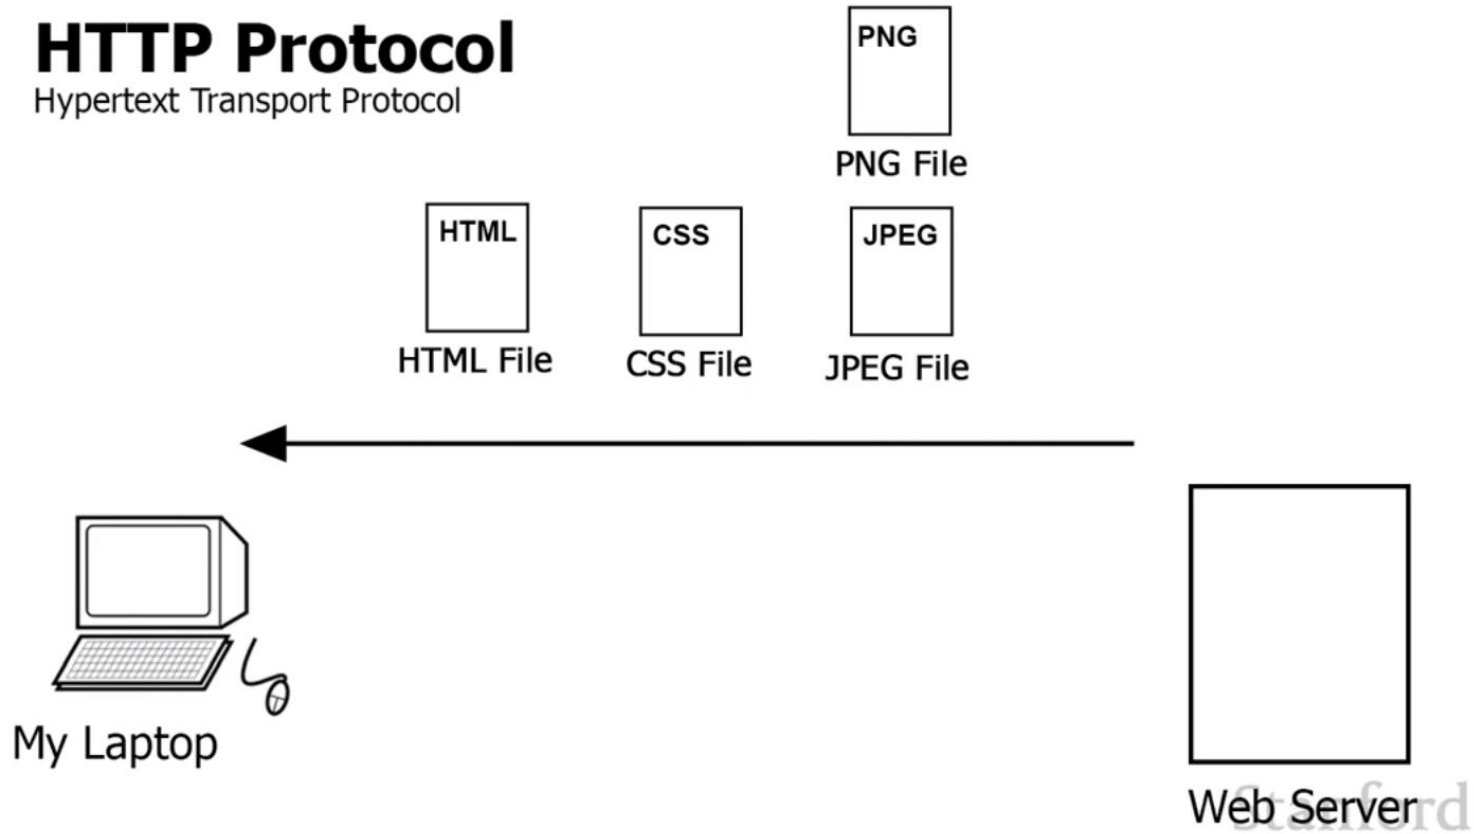 HTTP Protocol
Hypertext Transport Protocol
PNG
PNG File
HTML
CSS
JPEG
HTML File
CSS File
JPEG File
My Laptop
Web Server
Stanford